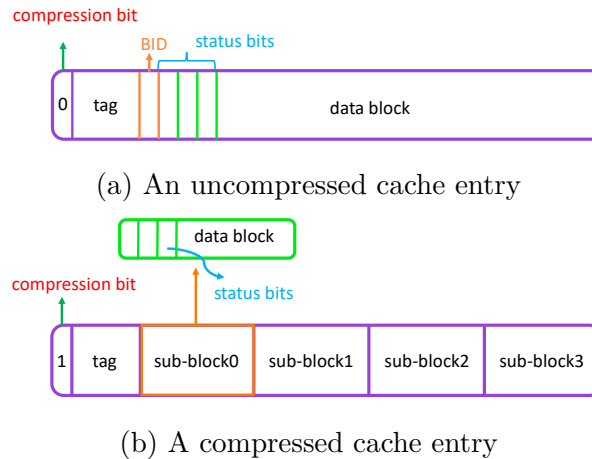 compression bit
BID
status bits
0
tag
data block
(a) An uncompressed cache entry
data block
compression bit
status bits
1
tag
sub-block0
sub-block1
sub-block2
sub-block3
(b) A compressed cache entry